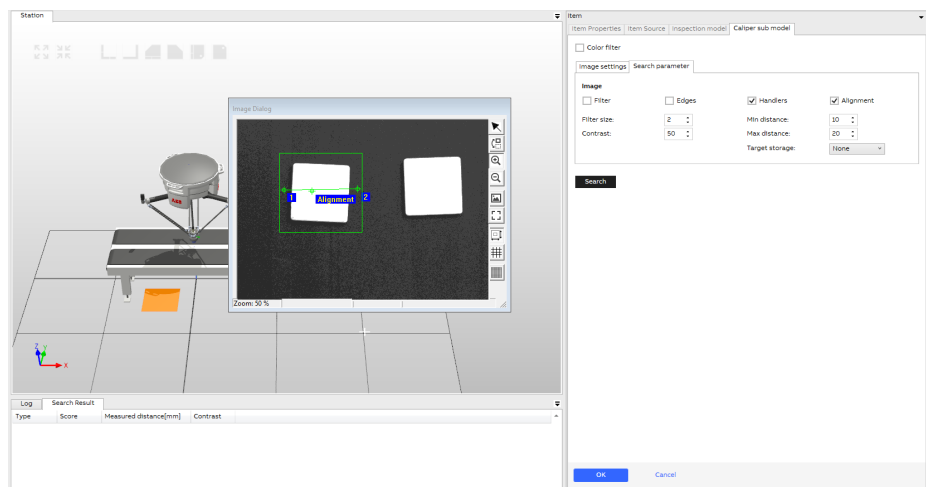 Station
Item
Item Properties Item Source Inspection model Caliper sub model
Color filter
Image settings Search parameter
Image
Filter Edges Handlers Alignment
Filter size: 2 Min distance: 10
Contrast: 50 Max distance: 20
Target storage: None
Search
Image Dialog
1 Alignment 2
Zoom: 50 %
ABB
Z y
X
Log Search Result
Type Score Measured distance[mm] Contrast
OK Cancel